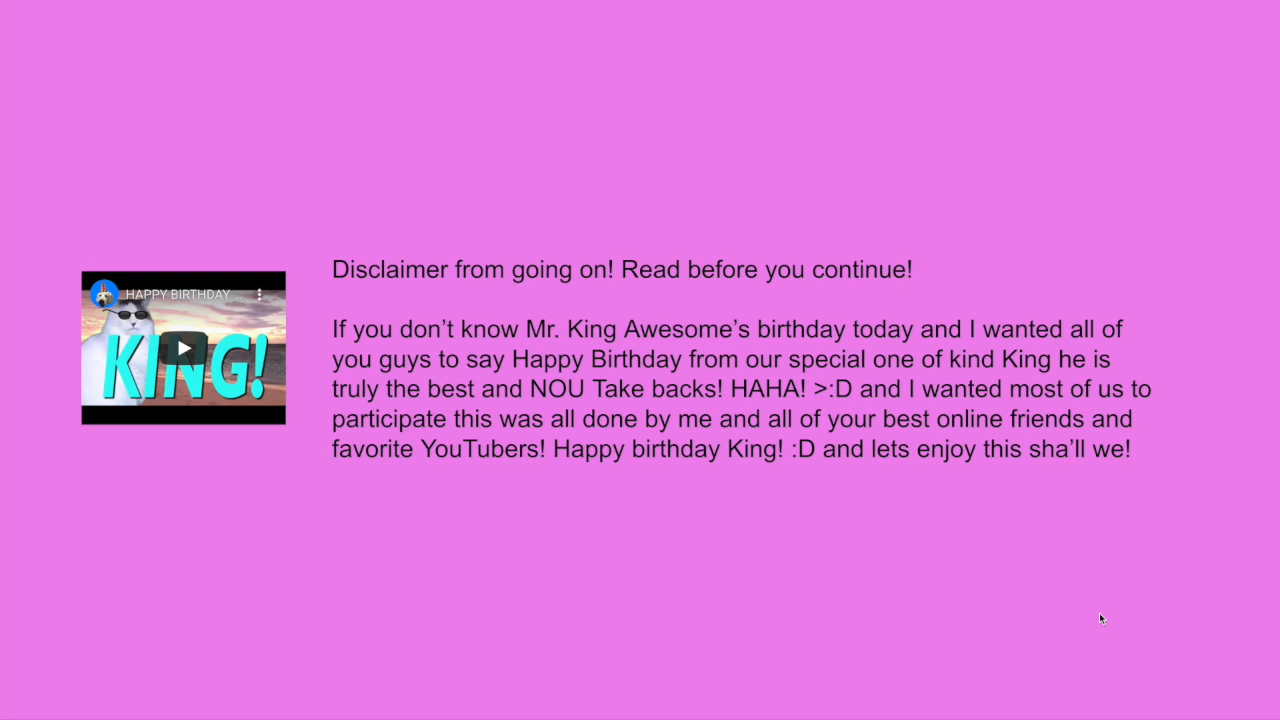 HAPPY BIRTHDAY ...
KING!
Disclaimer from going on! Read before you continue!
If you don’t know Mr. King Awesome’s birthday today and I wanted all of
you guys to say Happy Birthday from our special one of kind King he is
truly the best and NOU Take backs! HAHA! >:D and I wanted most of us to
participate this was all done by me and all of your best online friends and
favorite YouTubers! Happy birthday King! :D and lets enjoy this sha’ll we!